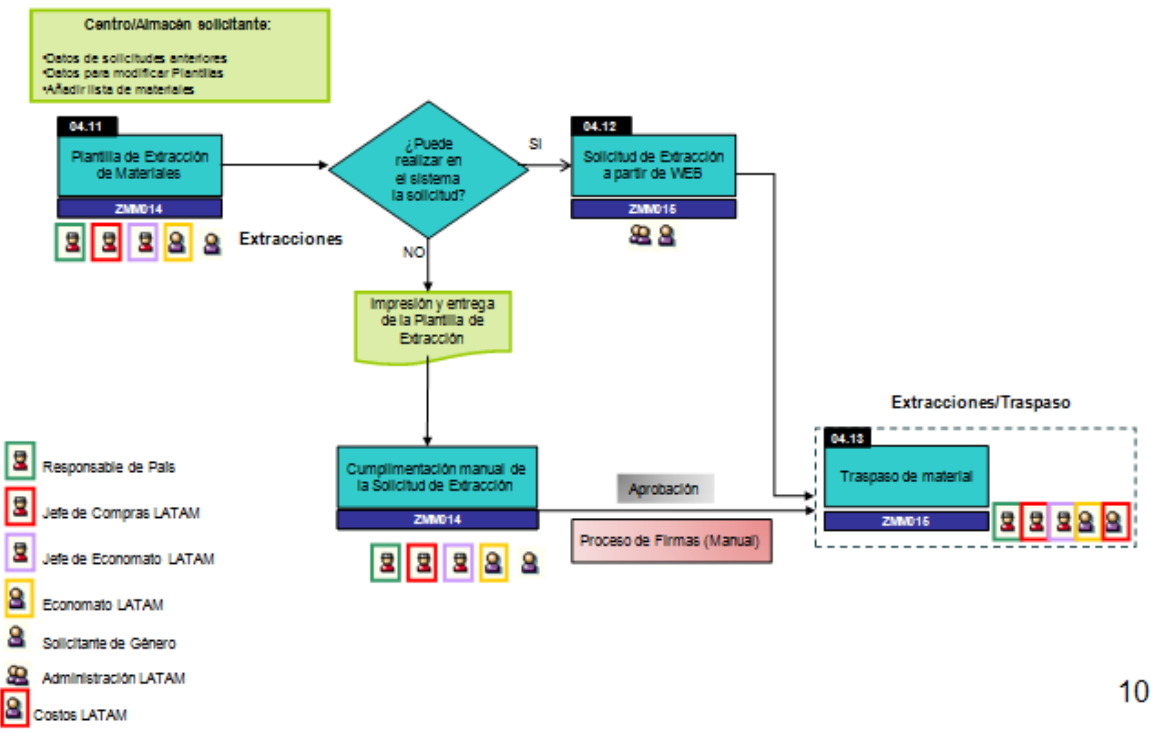 Centro/Almacén solicitante:
•Datos de solicitudes anteriores
•Datos para modificar Plantillas
•Añadir lista de materiales
04.11
Plantilla de Extracción
de Materiales
ZMM014
Extracciones
¿Puede
realizar en
el sistema
la solicitud?
SI
NO
04.12
Solicitud de Extracción
a partir de WEB
ZMM015
Impresión y entrega
de la Plantilla de
Extracción
Cumplimentación manual de
la Solicitud de Extracción
ZMM014
Aprobación
Proceso de Firmas (Manual)
Extracciones/Traspaso
04.13
Traspaso de material
ZMM015
Responsable de País
Jefe de Compras LATAM
Jefe de Economato LATAM
Economato LATAM
Solicitante de Género
Administración LATAM
Costos LATAM
10